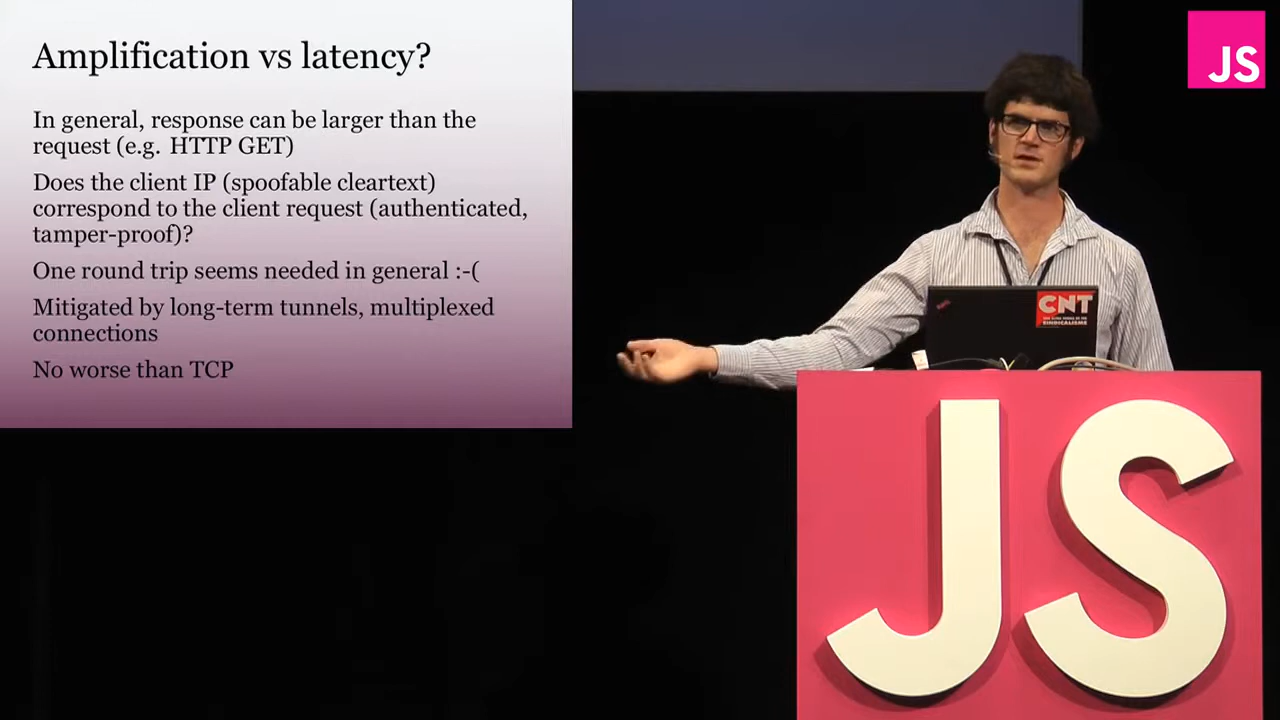 Amplification vs latency?
In general, response can be larger than the
request (e.g. HTTP GET)
Does the client IP (spoofable cleartext)
correspond to the client request (authenticated,
tamper-proof)?
One round trip seems needed in general :-(
Mitigated by long-term tunnels, multiplexed
connections
No worse than TCP
JS
CNT
SINDICALISME
JS